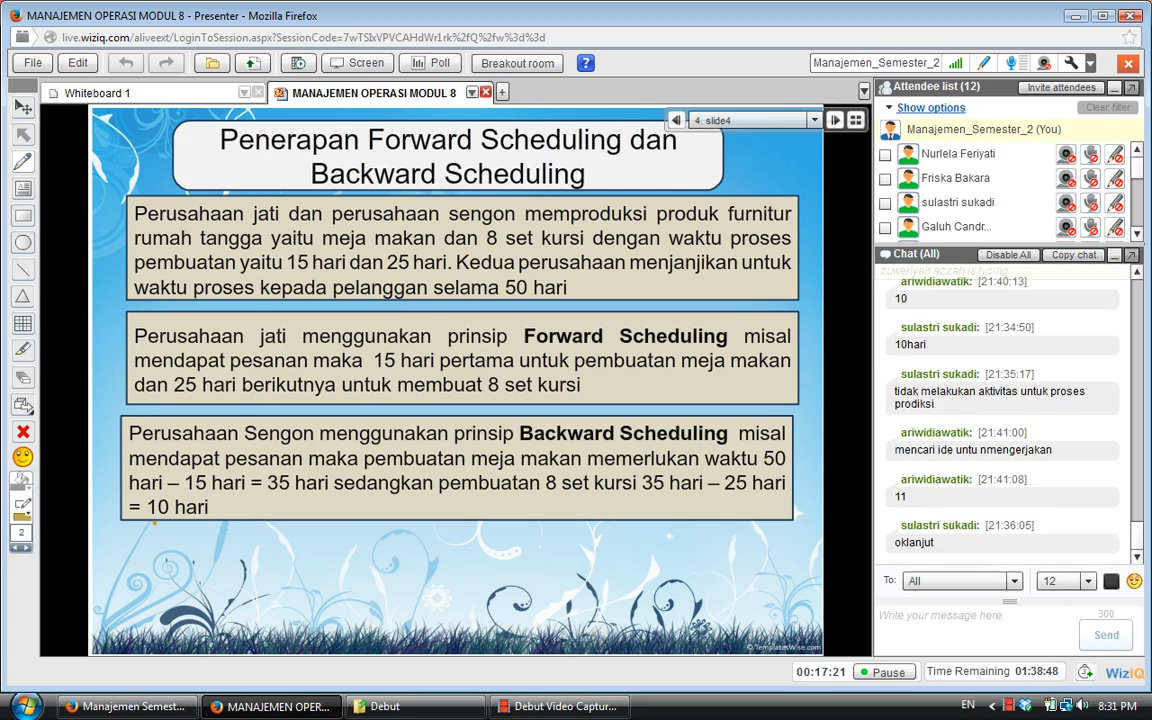 MANAJEMEN OPERASI MODUL 8 - Presenter - Mozilla Firefox
live.wiziq.com/aliveext/LoginToSession.aspx?SessionCode=7wTSIxVPVCAHdWr1rk%2fQ%2fw%3d%3d
File Edit Screen Poll Breakout room ? Manajemen_Semester_2
Whiteboard 1 MANAJEMEN OPERASI MODUL 8
4. slide4
Penerapan Forward Scheduling dan
Backward Scheduling
Perusahaan jati dan perusahaan sengon memproduksi produk furnitur
rumah tangga yaitu meja makan dan 8 set kursi dengan waktu proses
pembuatan yaitu 15 hari dan 25 hari. Kedua perusahaan menjanjikan untuk
waktu proses kepada pelanggan selama 50 hari
Perusahaan jati menggunakan prinsip Forward Scheduling misal
mendapat pesanan maka 15 hari pertama untuk pembuatan meja makan
dan 25 hari berikutnya untuk membuat 8 set kursi
Perusahaan Sengon menggunakan prinsip Backward Scheduling misal
mendapat pesanan maka pembuatan meja makan memerlukan waktu 50
hari – 15 hari = 35 hari sedangkan pembuatan 8 set kursi 35 hari – 25 hari
= 10 hari
© TemplatesWise.com
2
Attendee list (12) Invite attendees
Show options Clear filter
Manajemen_Semester_2 (You)
Nurlela Feriyati
Friska Bakara
sulastri sukadi
Galuh Candr...
Chat (All) Disable All Copy chat
zuweriyah azzah is typing
ariwidiawatik: [21:40:13]
10
sulastri sukadi: [21:34:50]
10hari
sulastri sukadi: [21:35:17]
tidak melakukan aktivitas untuk proses
prodiksi
ariwidiawatik: [21:41:00]
mencari ide untu nmengerjakan
ariwidiawatik: [21:41:08]
11
sulastri sukadi: [21:36:05]
oklanjut
To: All 12
Write your message here. 300
Send
00:17:21 Pause Time Remaining 01:38:48 WizIQ
Manajemen Semest... MANAJEMEN OPER... Debut Debut Video Captur... EN 8:31 PM